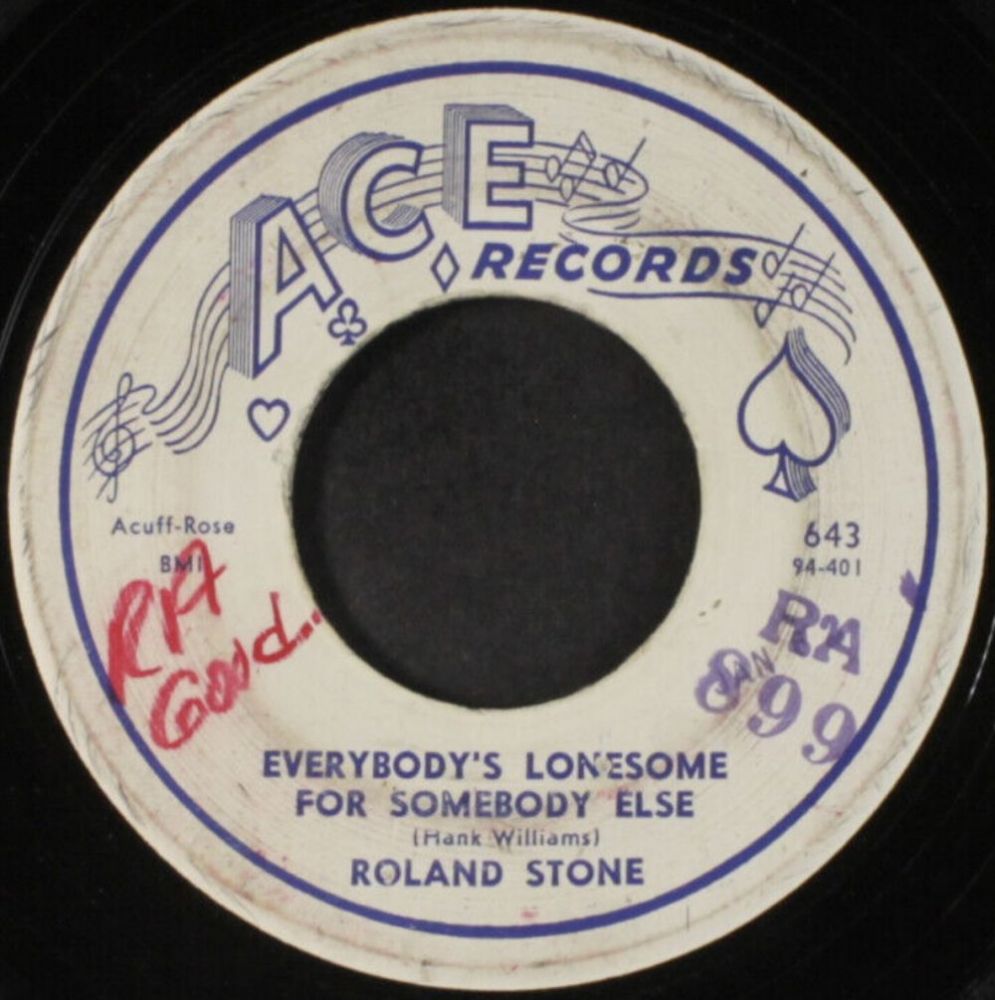 ACE
RECORDS
Acuff-Rose
BMI
643
94-401
RA
Good..
RA
899
EVERYBODY'S LONESOME
FOR SOMEBODY ELSE
(Hank Williams)
ROLAND STONE